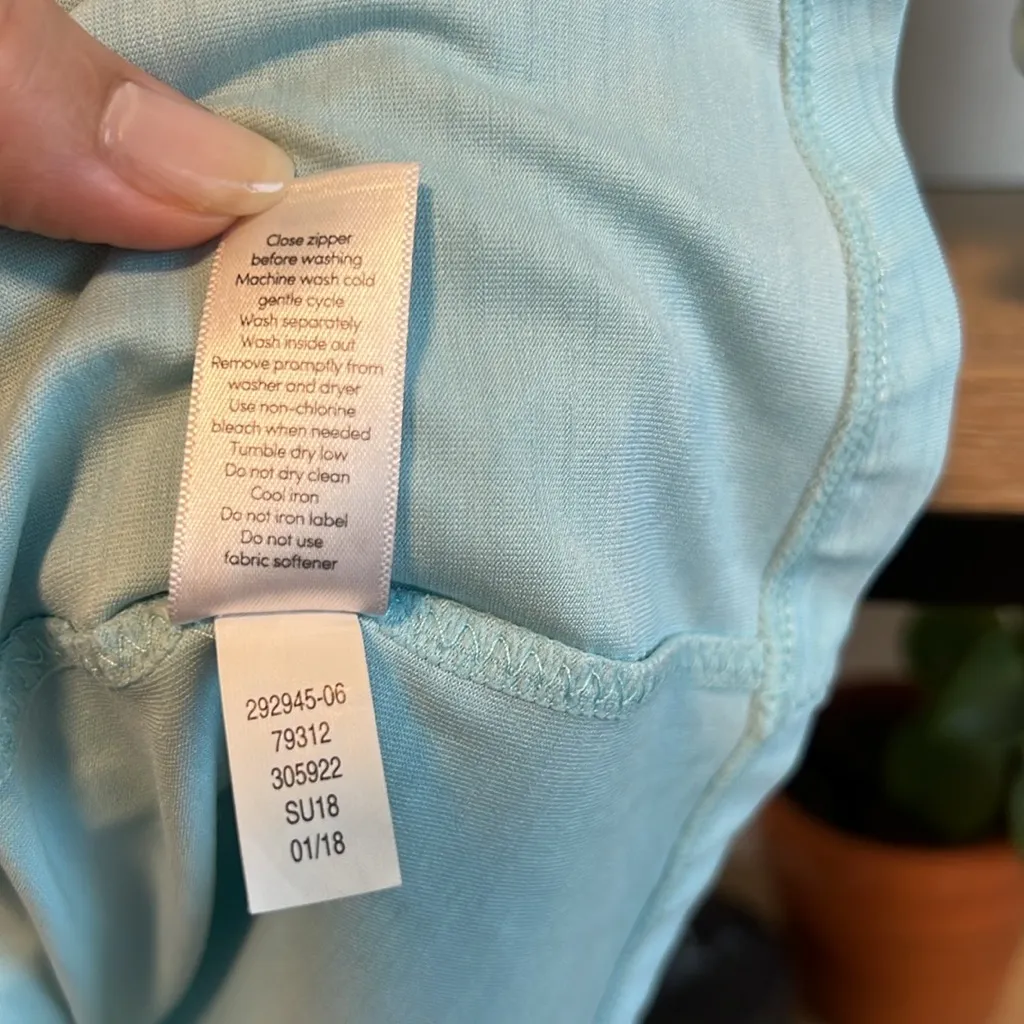 Close zipper
before washing
Machine wash cold
gentle cycle
Wash separately
Wash inside out
Remove promptly from
washer and dryer
Use non-chlorine
bleach when needed
Tumble dry low
Do not dry clean
Cool iron
Do not iron label
Do not use
fabric softener
292945-06
79312
305922
SU18
01/18